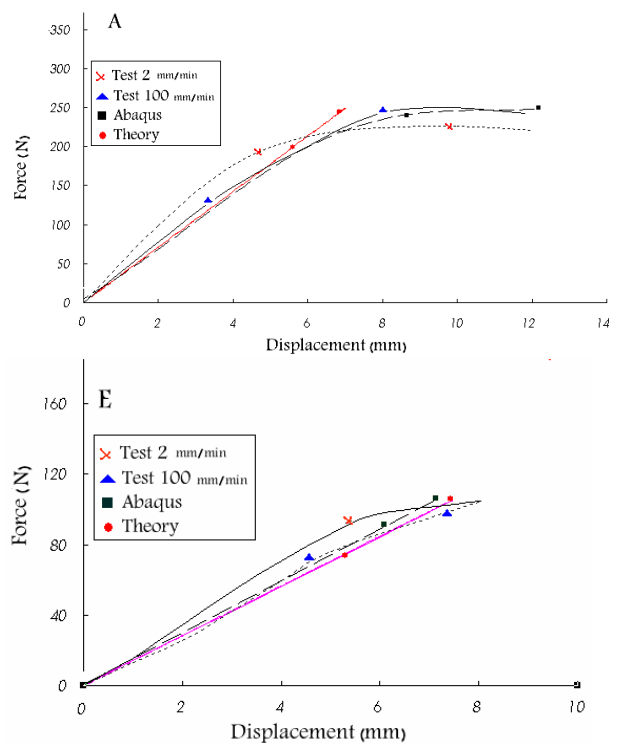 A
350
300
250
200
150
100
50
0
Force (N)
Test 2 mm/min
Test 100 mm/min
Abaqus
Theory
0 2 4 6 8 10 12 14
Displacement (mm)
E
160
120
80
40
0
Force (N)
Test 2 mm/min
Test 100 mm/min
Abaqus
Theory
0 2 4 6 8 10
Displacement (mm)